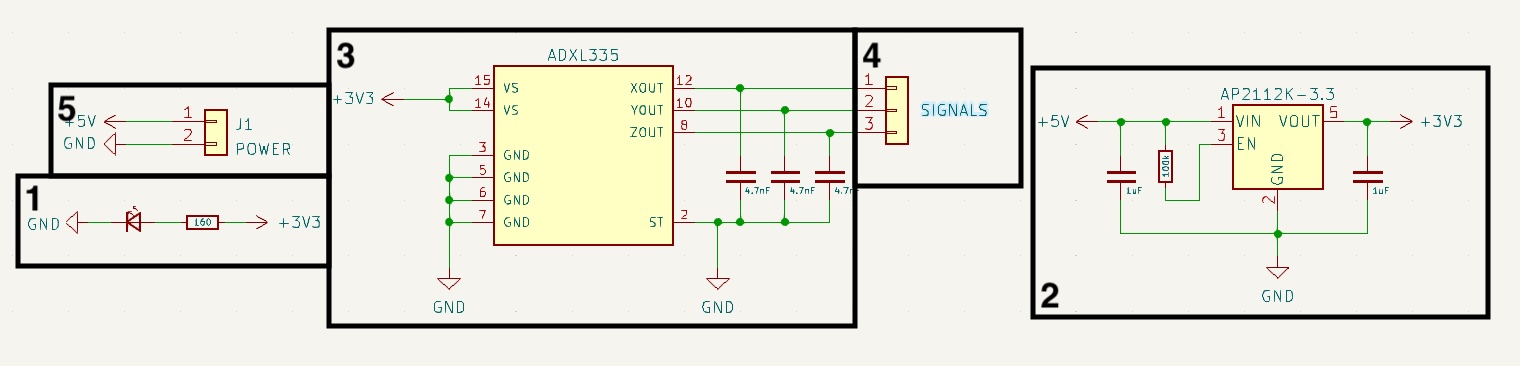 5
+5V
GND
1
2
J1
POWER
1
GND
160
+3V3
3
ADXL335
+3V3
15 VS
14 VS
3 GND
5 GND
6 GND
7 GND
XOUT 12
YOUT 10
ZOUT 8
ST 2
4.7nF
4.7nF
4.7nF
GND
GND
4
1
2
3
SIGNALS
AP2112K-3.3
+5V
1 VIN
3 EN
VOUT 5
GND
2
+3V3
1uF
100k
1uF
GND
2